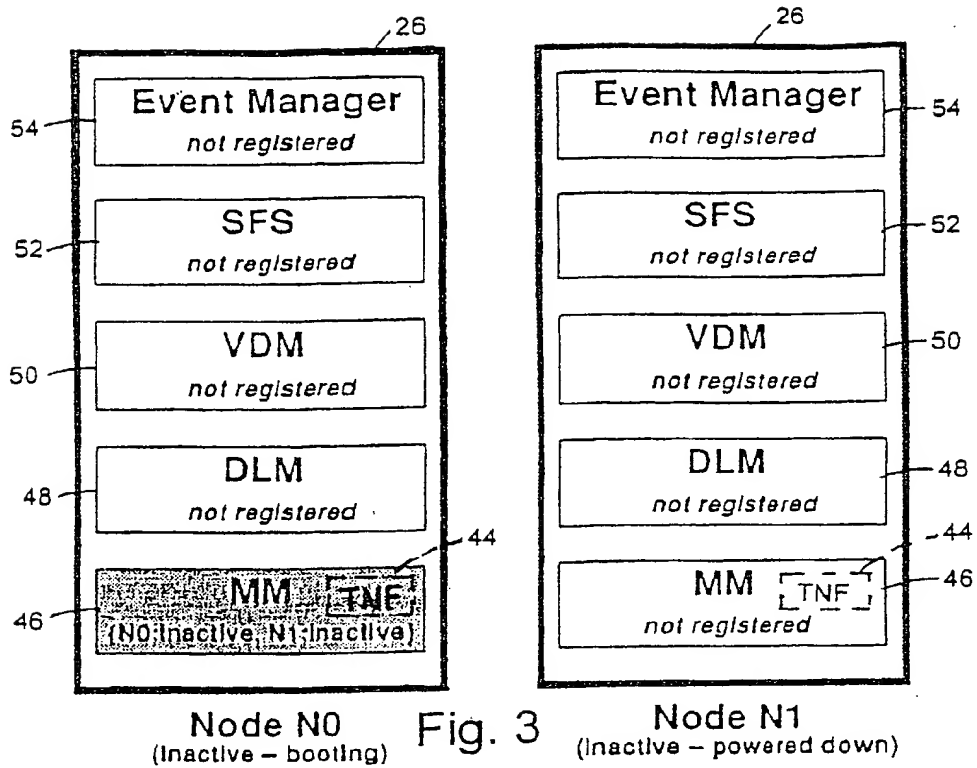 26
Event Manager
not registered
54
SFS
not registered
52
VDM
not registered
50
DLM
not registered
48
44
MM
TNF
46
(N0;Inactive, N1;Inactive)
Node N0
(Inactive – booting)
Fig. 3
26
Event Manager
not registered
54
SFS
not registered
52
VDM
not registered
50
DLM
not registered
48
44
MM
TNF
46
not registered
Node N1
(Inactive – powered down)